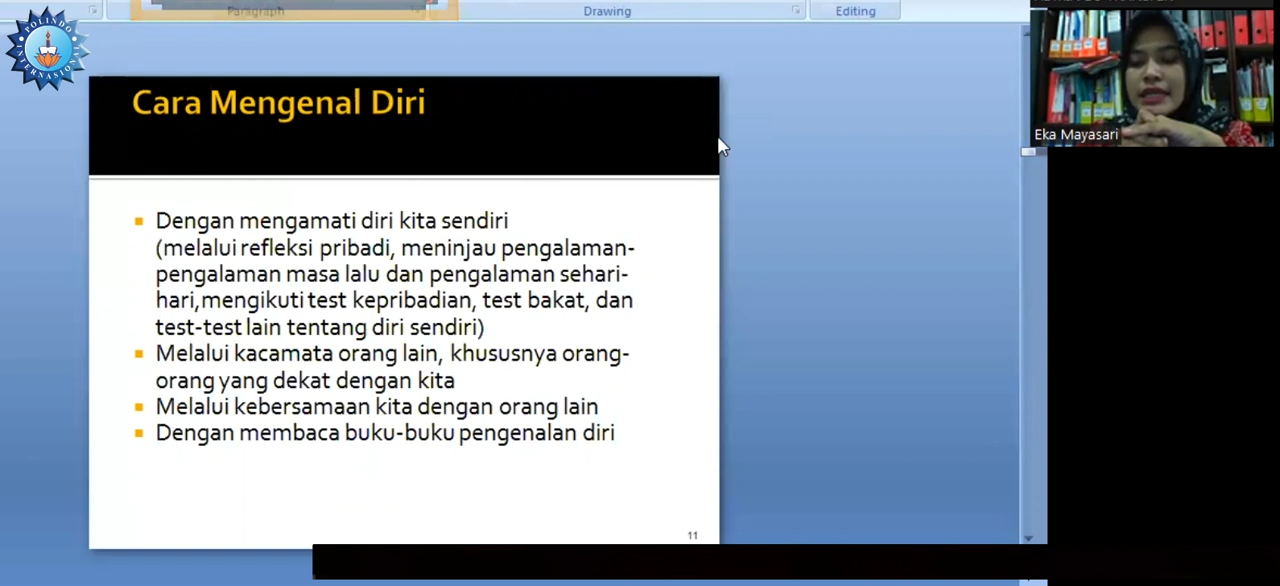 Paragraph
Drawing
Editing
POLINDO
INTERNASIONAL
Cara Mengenal Diri
Eka Mayasari
Dengan mengamati diri kita sendiri
(melalui refleksi pribadi, meninjau pengalaman-
pengalaman masa lalu dan pengalaman sehari-
hari,mengikuti test kepribadian, test bakat, dan
test-test lain tentang diri sendiri)
Melalui kacamata orang lain, khususnya orang-
orang yang dekat dengan kita
Melalui kebersamaan kita dengan orang lain
Dengan membaca buku-buku pengenalan diri
11